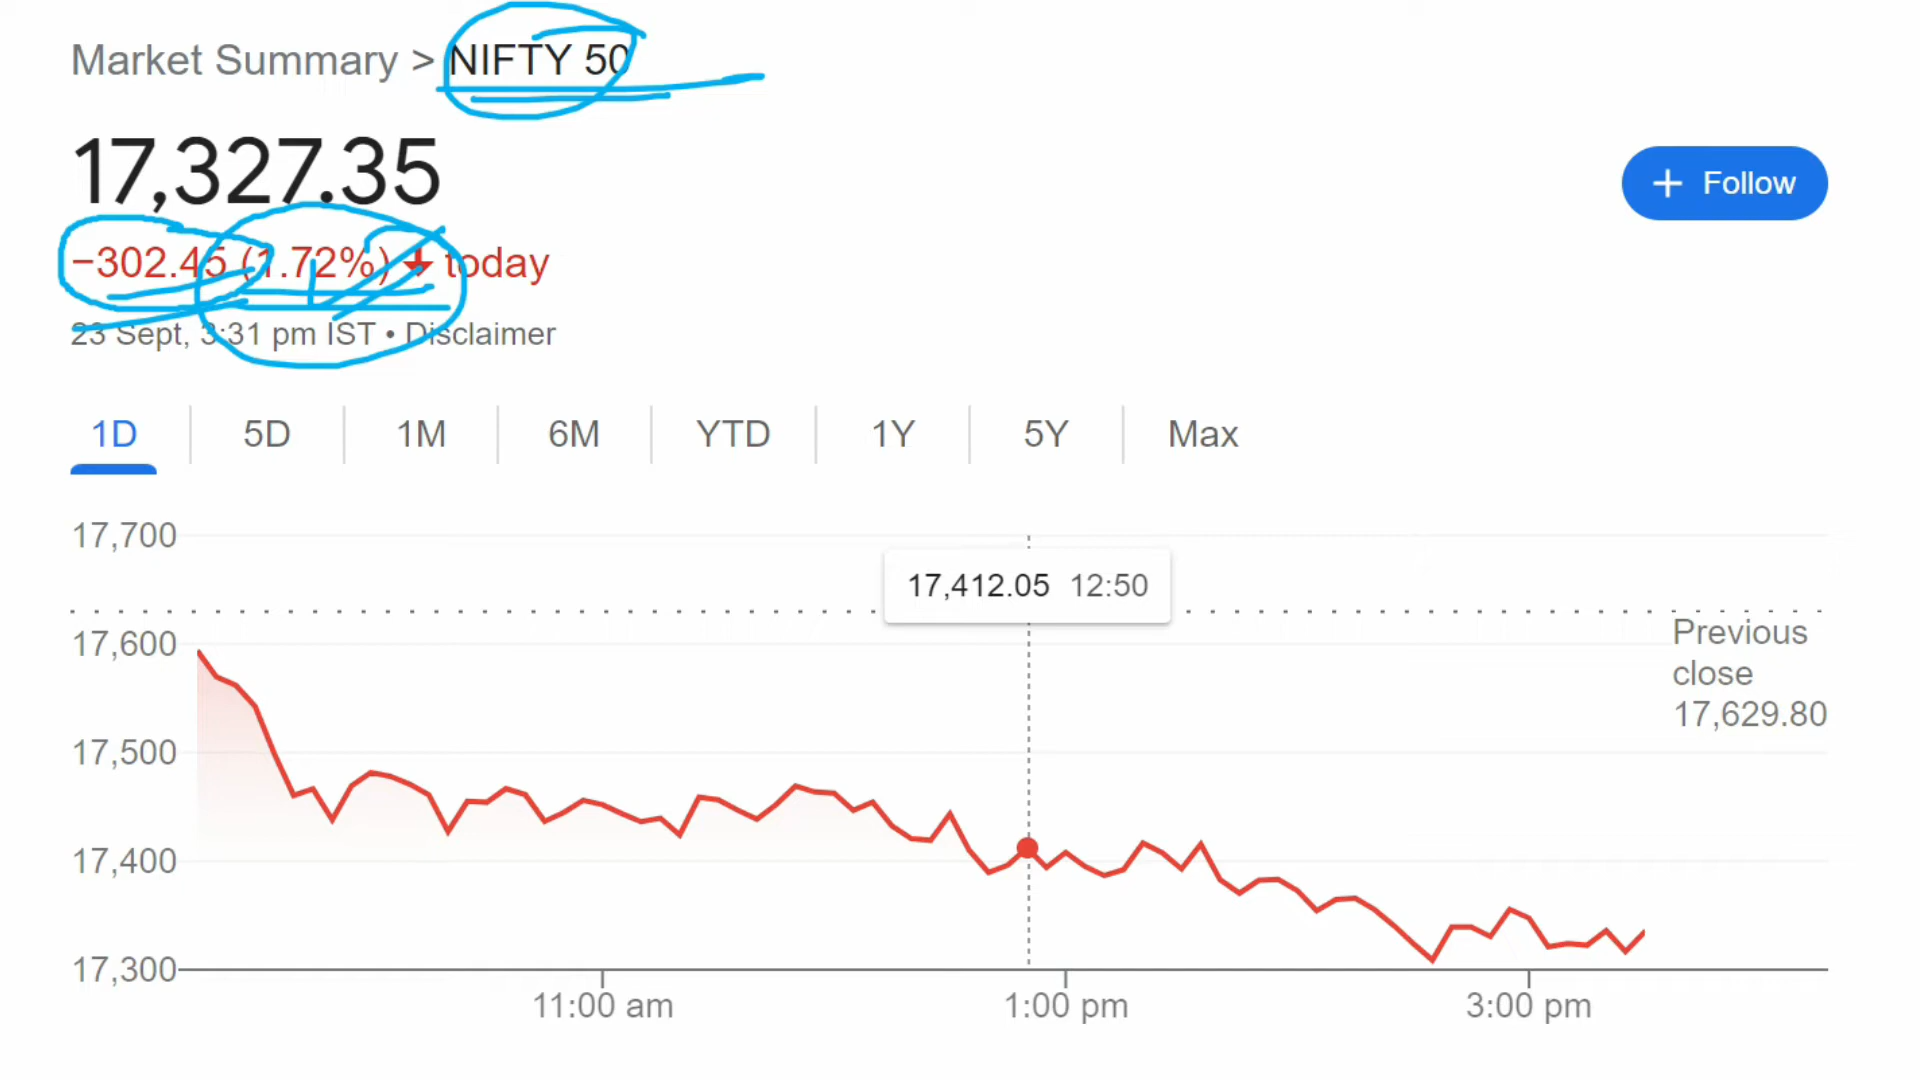 Market Summary > NIFTY 50
17,327.35
+ Follow
−302.45 (1.72%) ↓ today
23 Sept, 3:31 pm IST • Disclaimer
1D 5D 1M 6M YTD 1Y 5Y Max
17,700
17,412.05 12:50
17,600
Previous
close
17,629.80
17,500
17,400
17,300
11:00 am 1:00 pm 3:00 pm